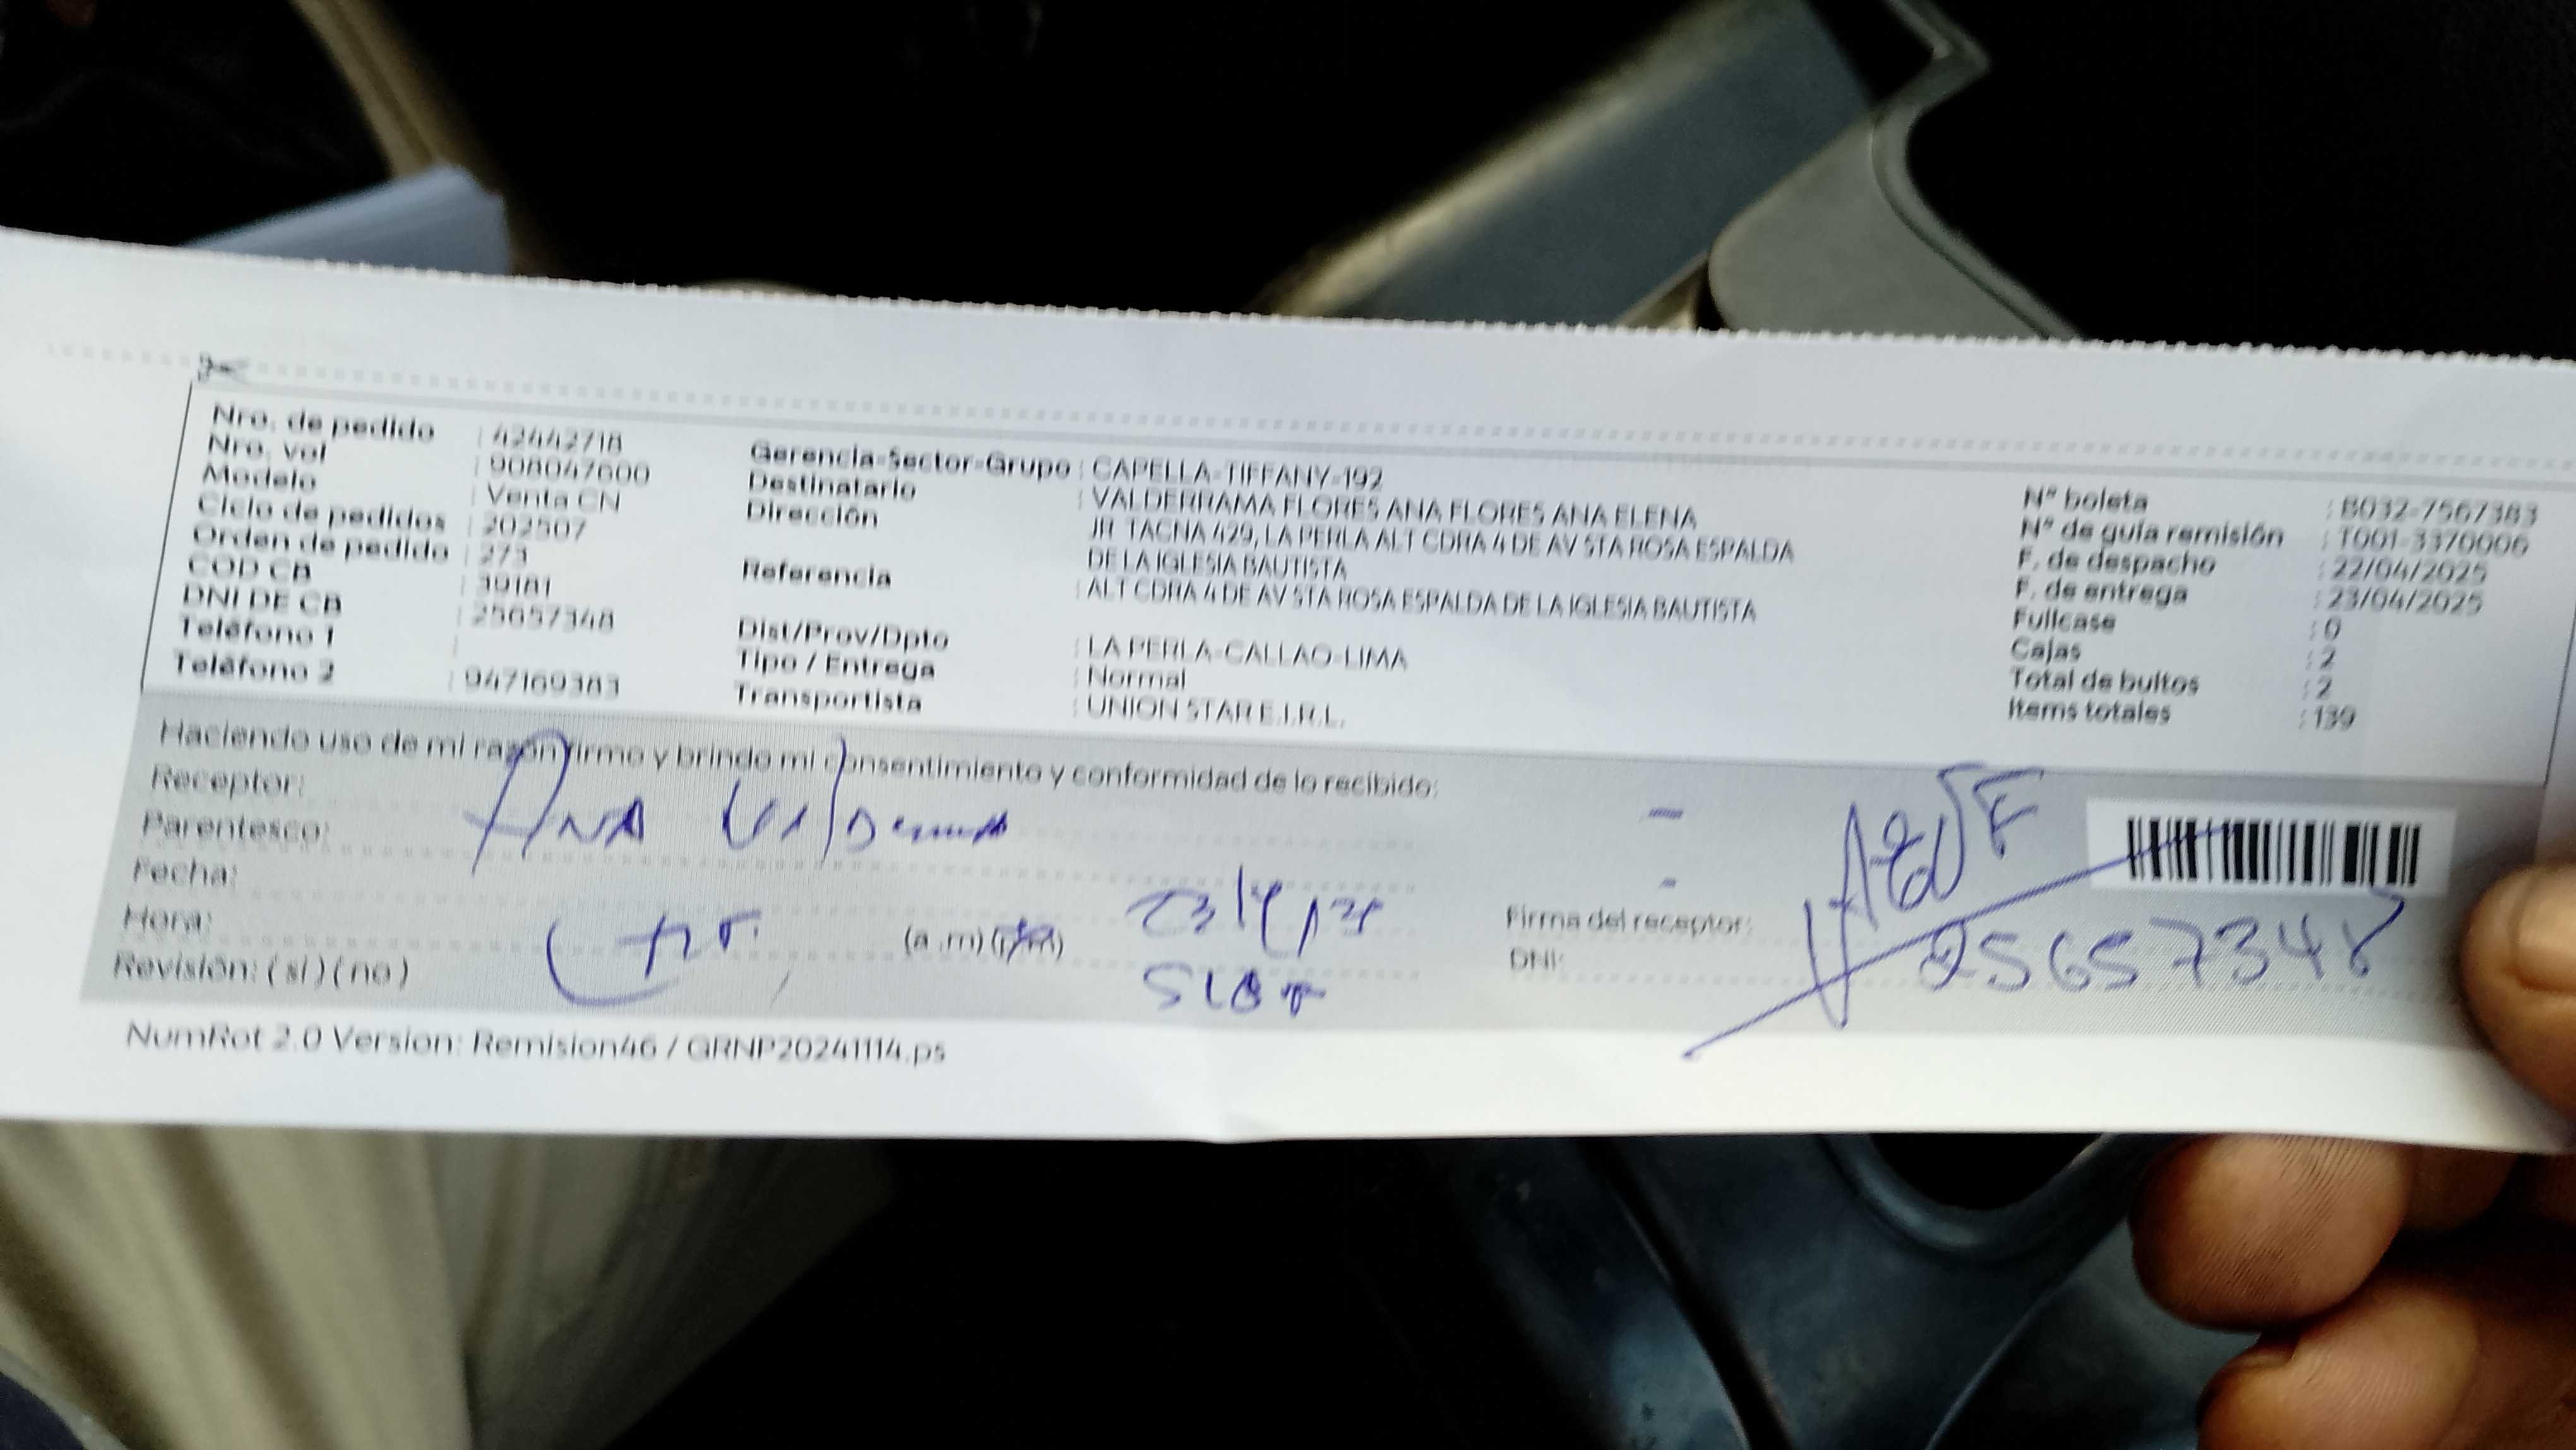 Nro. de pedido : 42442718
Nro. vol : 908047600
Modelo : Venta CN
Ciclo de pedidos : 202507
Orden de pedido : 273
COD CB : 39181
DNI DE CB : 25657348
Teléfono 1 :
Teléfono 2 : 947169383
Gerencia-Sector-Grupo : CAPELLA-TIFFANY-192
Destinatario : VALDERRAMA FLORES ANA FLORES ANA ELENA
Dirección JR TACNA 429, LA PERLA ALT CDRA 4 DE AV STA ROSA ESPALDA
DE LA IGLESIA BAUTISTA
Referencia : ALT CDRA 4 DE AV STA ROSA ESPALDA DE LA IGLESIA BAUTISTA
Dist/Prov/Dpto : LA PERLA-CALLAO-LIMA
Tipo / Entrega : Normal
Transportista : UNION STAR E.I.R.L.
N° boleta : B032-7567383
N° de guía remisión : T001-3370006
F. de despacho : 22/04/2025
F. de entrega : 23/04/2025
Fullcase : 0
Cajas : 2
Total de bultos : 2
Items totales : 139
Haciendo uso de mi razón firmo y brindo mi consentimiento y conformidad de lo recibido:
Receptor:
Parentesco: ANA
Fecha:
Hora: (a .m) (p.m)
Revisión: ( si ) ( no )
Firma del receptor:
DNI: 25657348
NumRot 2.0 Version: Remision46 / GRNP20241114.ps